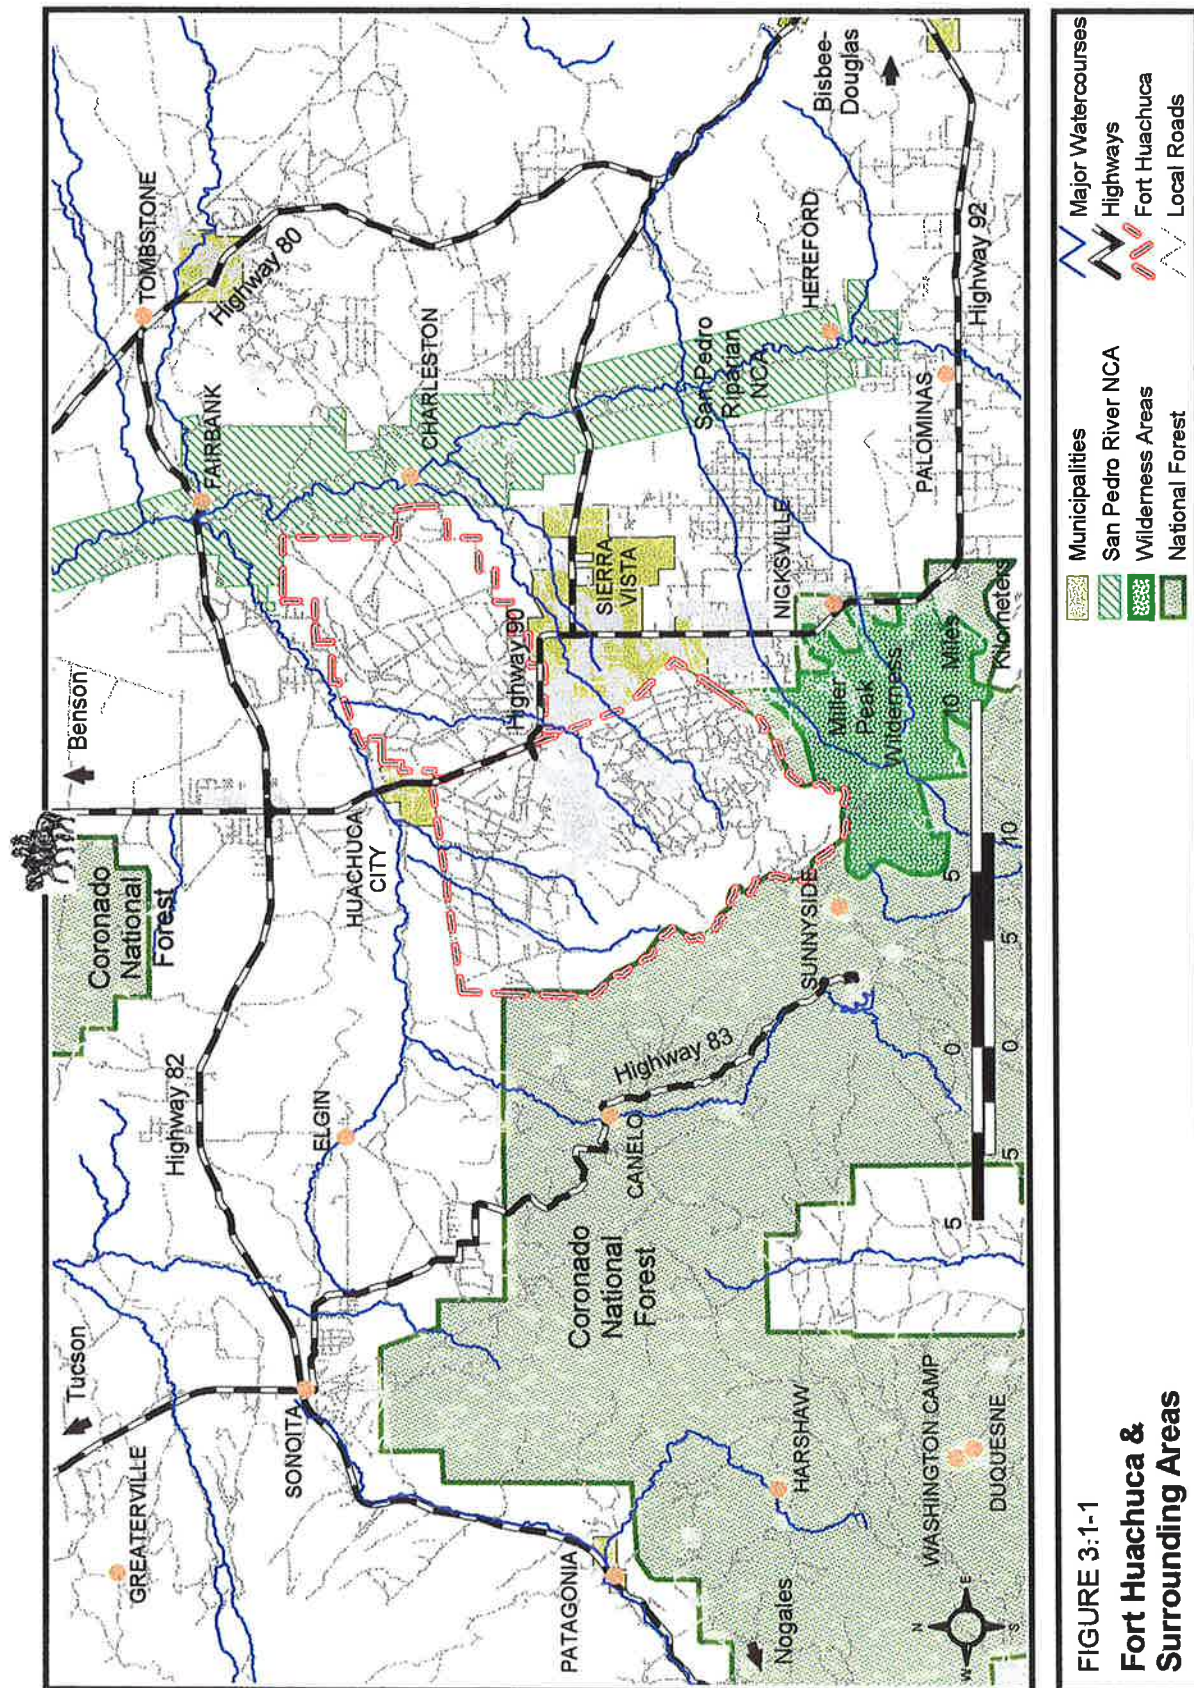 Tucson
GREATERVILLE
SONOITA
PATAGONIA
Nogales
HARSHAW
WASHINGTON CAMP
DUQUESNE
Highway 82
ELGIN
CANELO
Highway 83
Coronado
National
Forest
Coronado
National
Forest
Benson
HUACHUCA
CITY
SUNNYSIDE
Highway 90
SIERRA
VISTA
NICKSVILLE
Miller
Peak
Wilderness
FAIRBANK
TOMBSTONE
Highway 80
CHARLESTON
San Pedro
Riparian
NCA
HEREFORD
PALOMINAS
Highway 92
Bisbee-
Douglas
5 0 5 10 Miles
5 0 5 10 Kilometers
N
W E
S
FIGURE 3.1-1
Fort Huachuca &
Surrounding Areas
Municipalities
San Pedro River NCA
Wilderness Areas
National Forest
Major Watercourses
Highways
Fort Huachuca
Local Roads